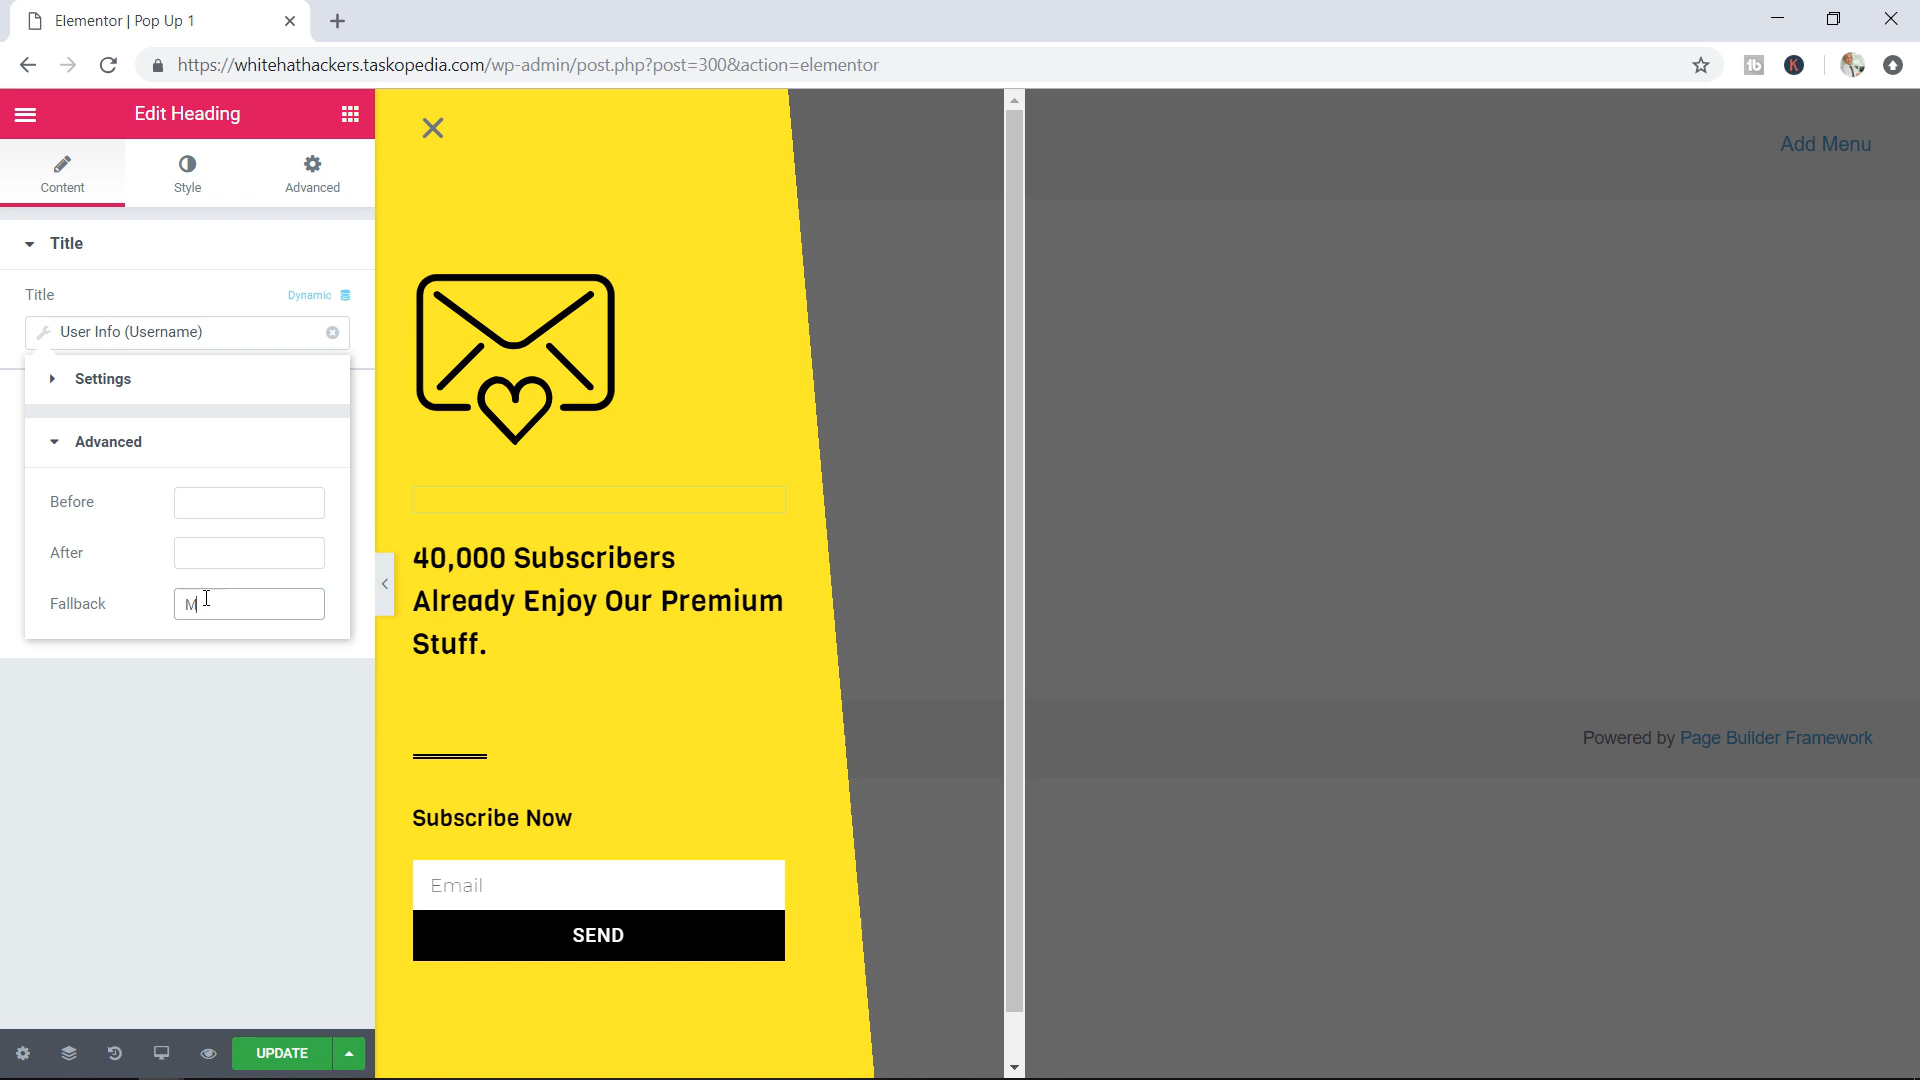 Elementor | Pop Up 1
https://whitehathackers.taskopedia.com/wp-admin/post.php?post=300&action=elementor
tb
K
Edit Heading
Content
Style
Advanced
Title
Title
Dynamic
User Info (Username)
Settings
Advanced
Before
After
Fallback
M
UPDATE
40,000 Subscribers
Already Enjoy Our Premium
Stuff.
Subscribe Now
Email
SEND
Add Menu
Powered by Page Builder Framework